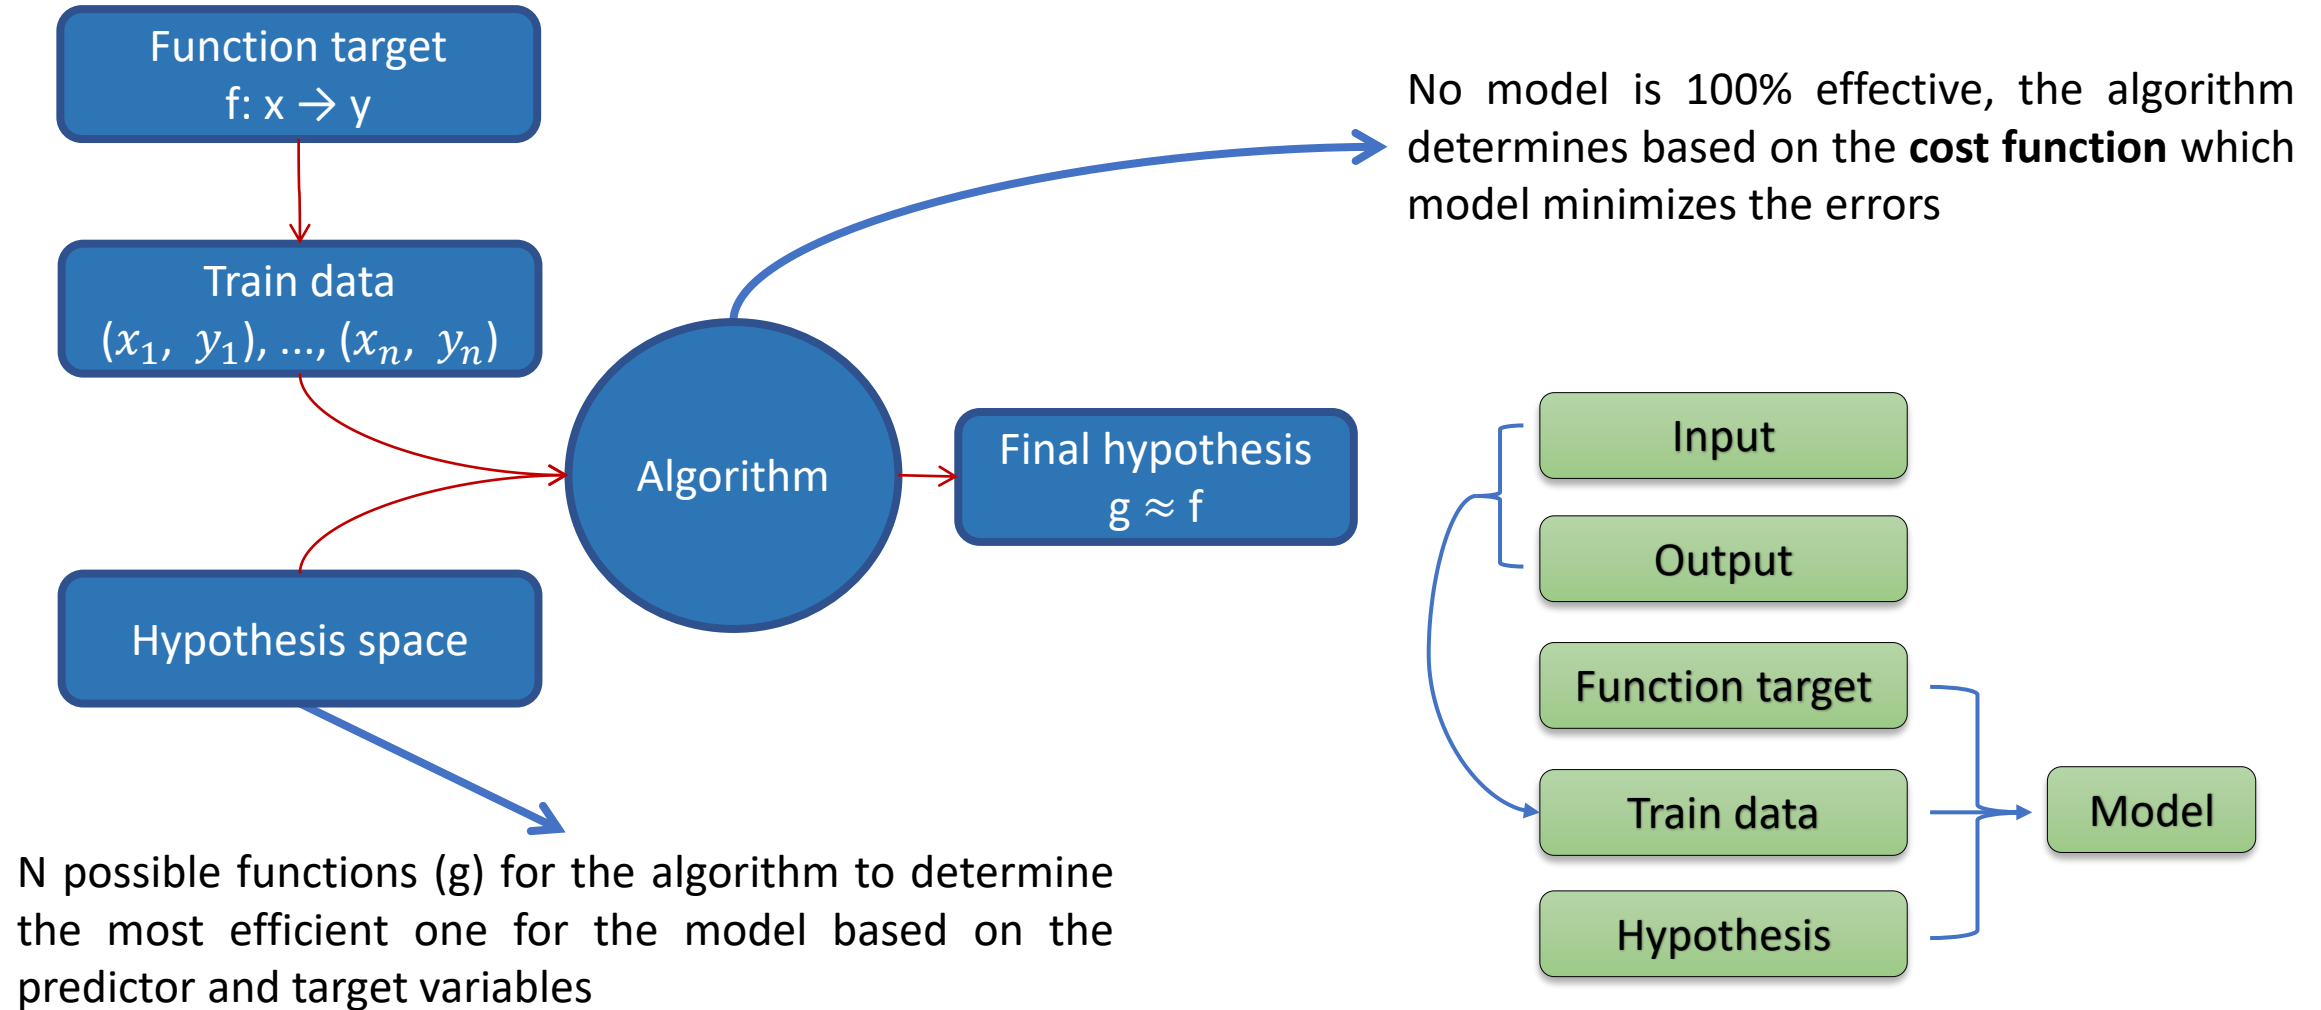 Function target
f: x → y
No model is 100% effective, the algorithm
determines based on the cost function which
model minimizes the errors
Train data
(x₁, y₁), ..., (xₙ, yₙ)
Algorithm
Final hypothesis
g ≈ f
Hypothesis space
N possible functions (g) for the algorithm to determine
the most efficient one for the model based on the
predictor and target variables
Input
Output
Function target
Train data
Hypothesis
Model